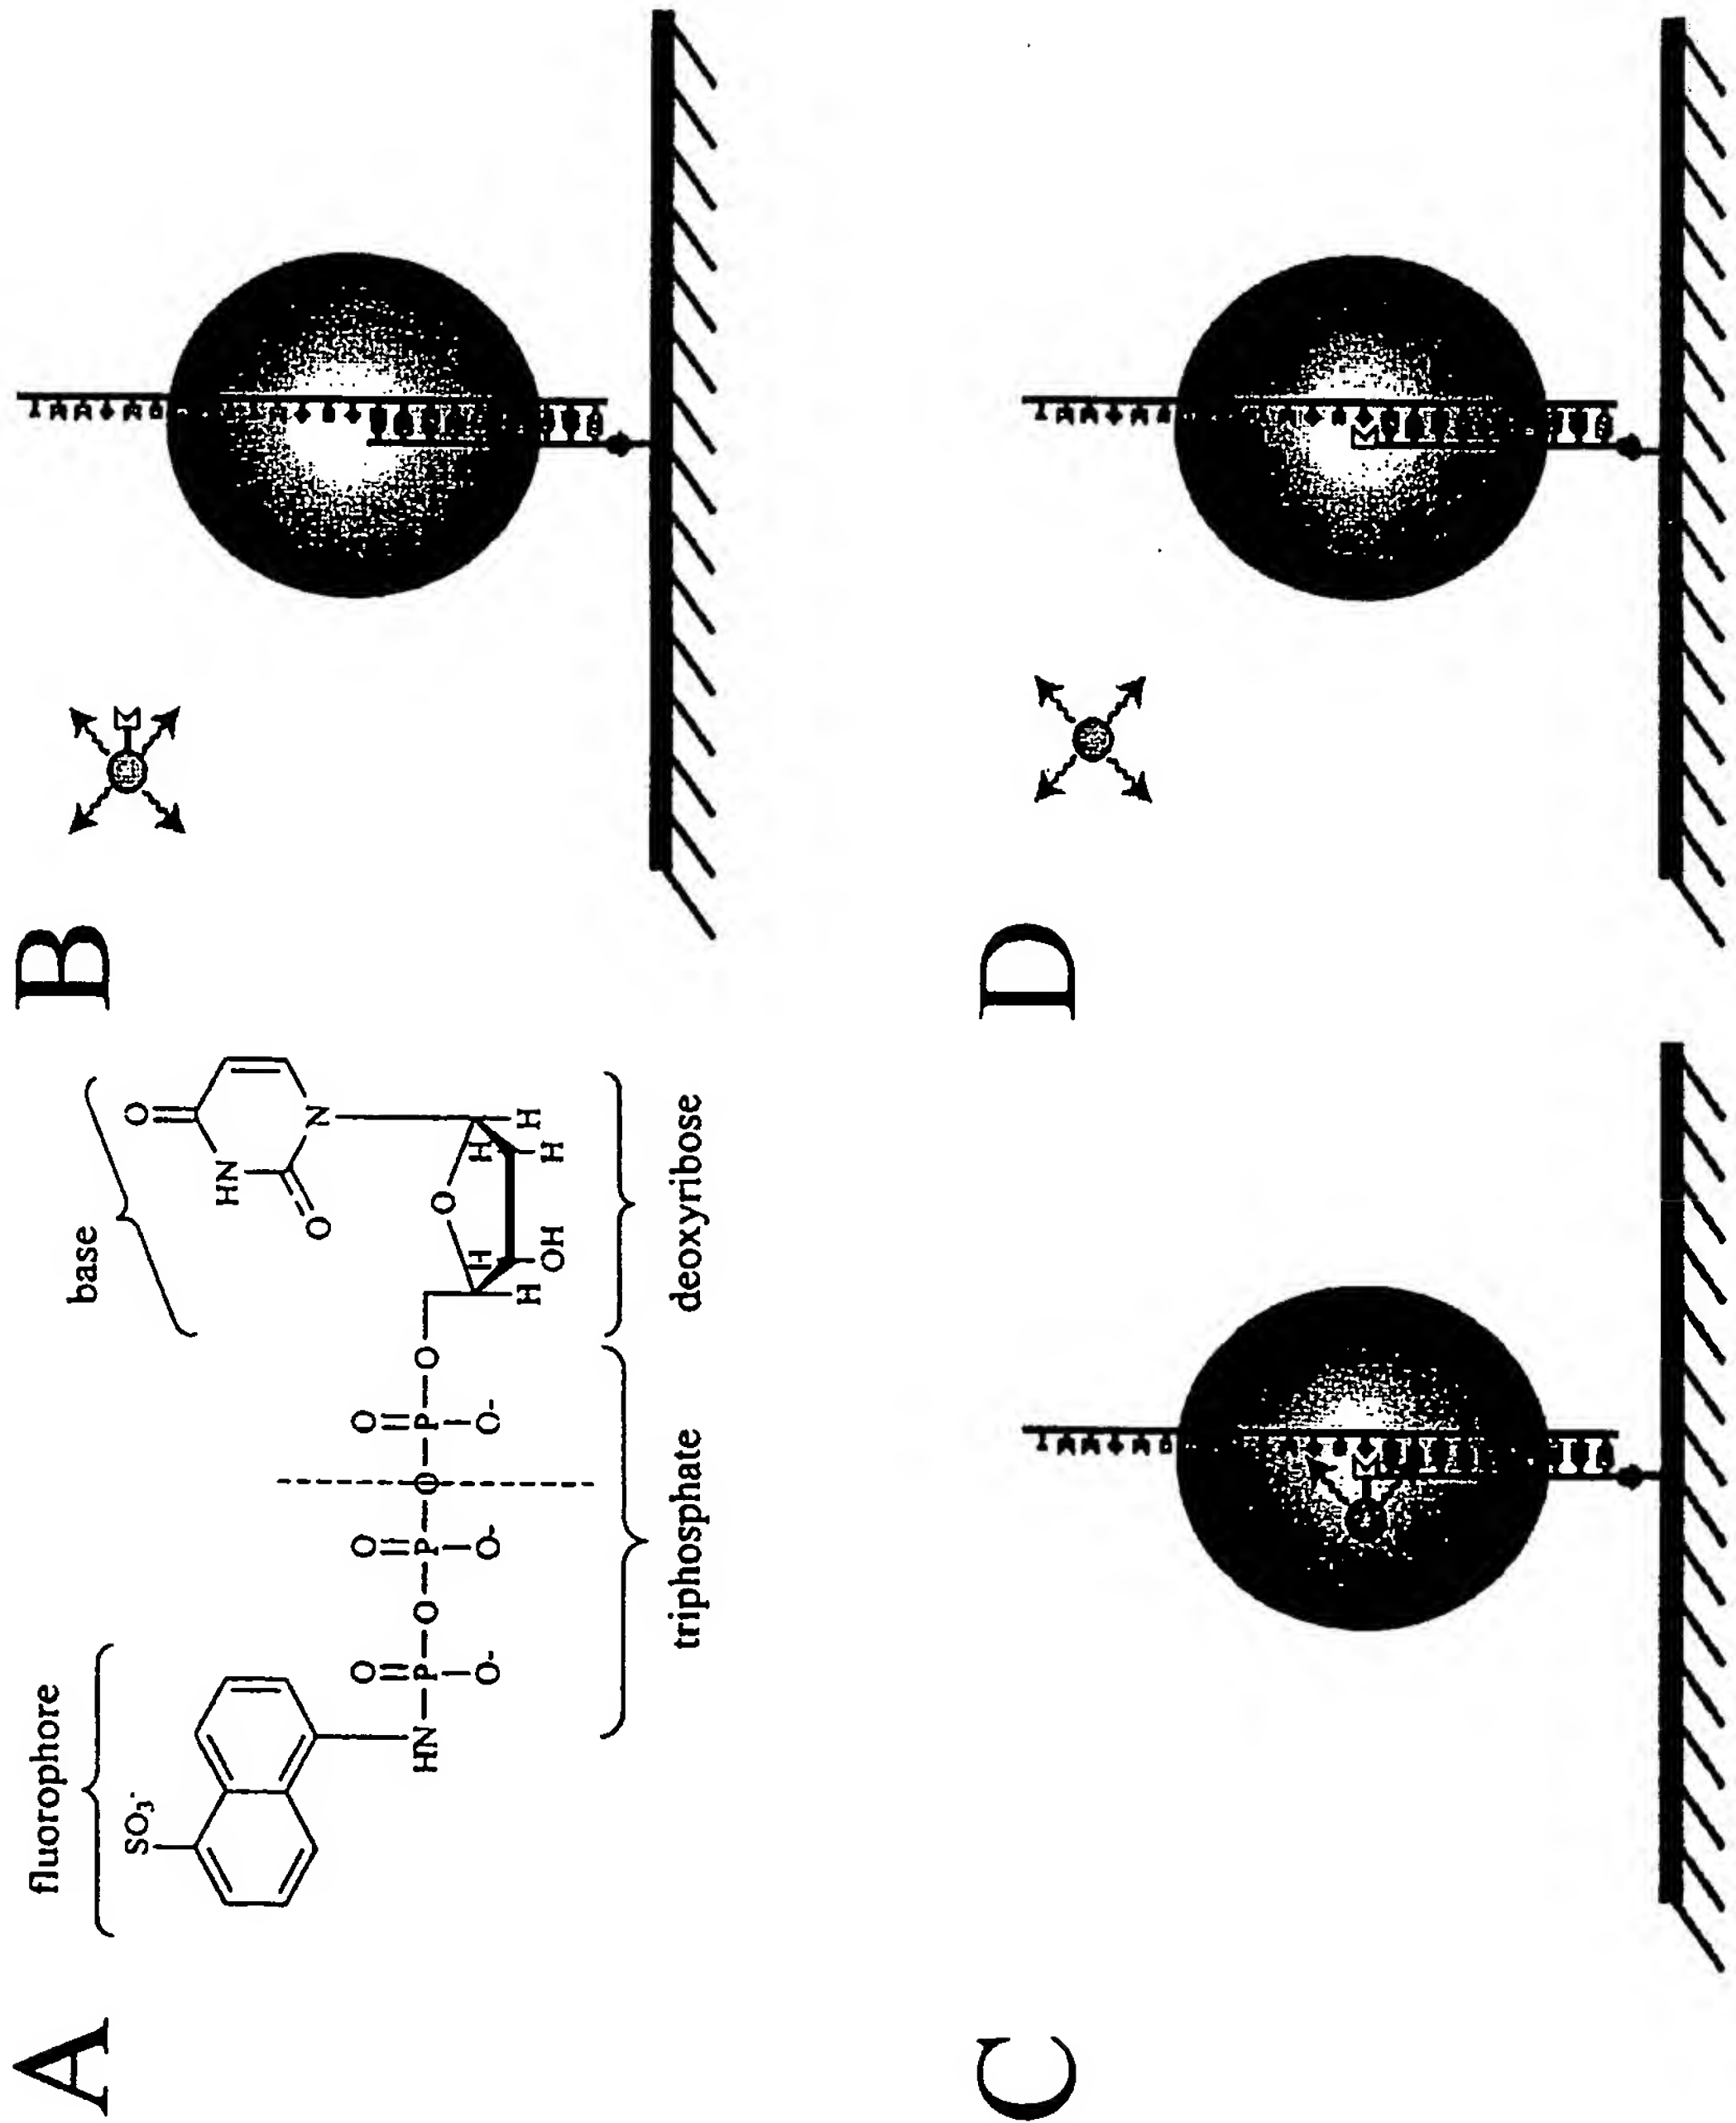 A
fluorophore
base
SO₃⁻
HN
O
O
O
P
O
P
O
P
O
O⁻
O⁻
O⁻
O
HN
O
N
O
H
H
H
H
H
OH
triphosphate
deoxyribose
B
C
D